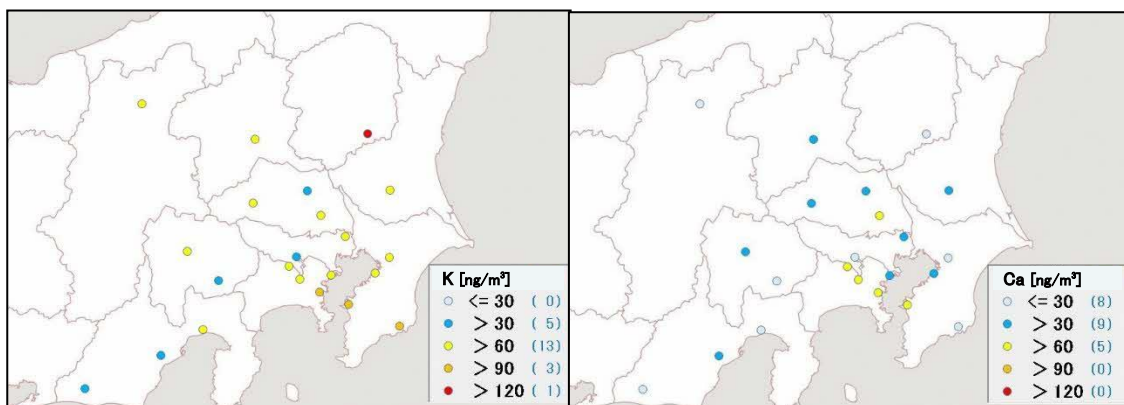 K [ng/m³]
<= 30 ( 0)
> 30 ( 5)
> 60 (13)
> 90 ( 3)
> 120 ( 1)
Ca [ng/m³]
<= 30 (8)
> 30 (9)
> 60 (5)
> 90 (0)
> 120 (0)